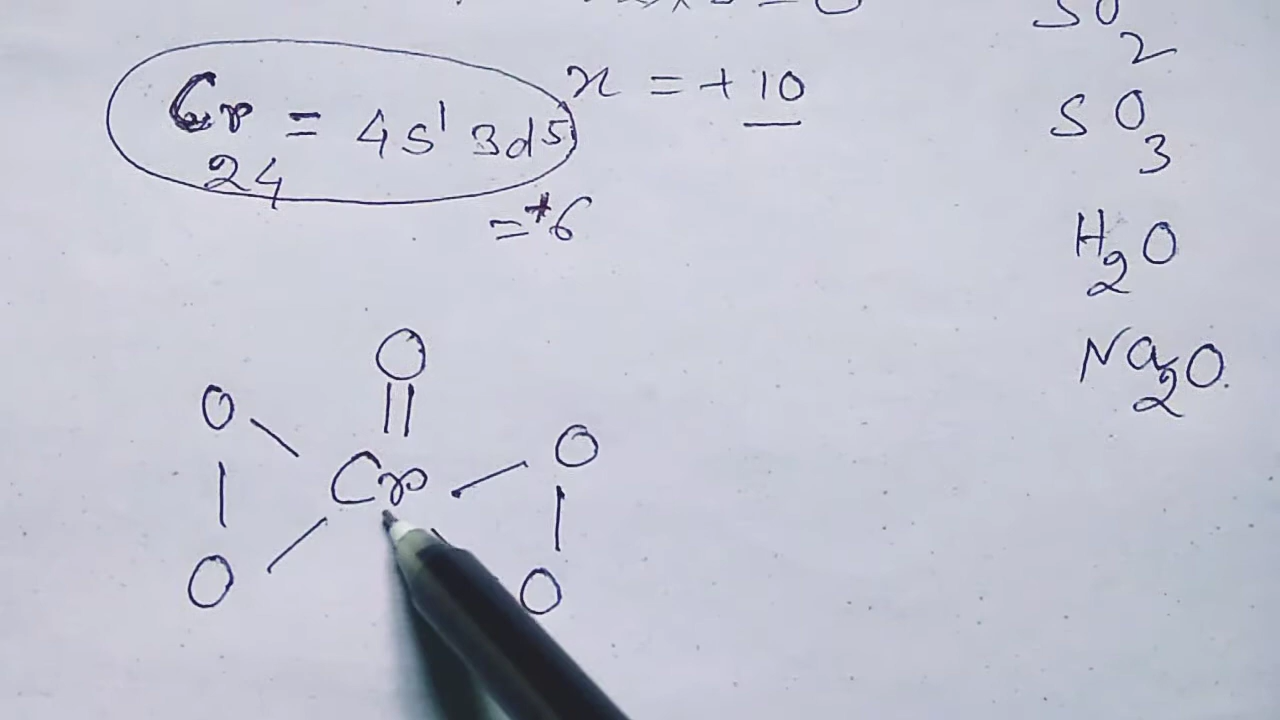 SO2
x = +10
Cr = 4s¹ 3d⁵
24
SO3
= +6
H2O
Na2O.
O
O
Cr
O
O
O